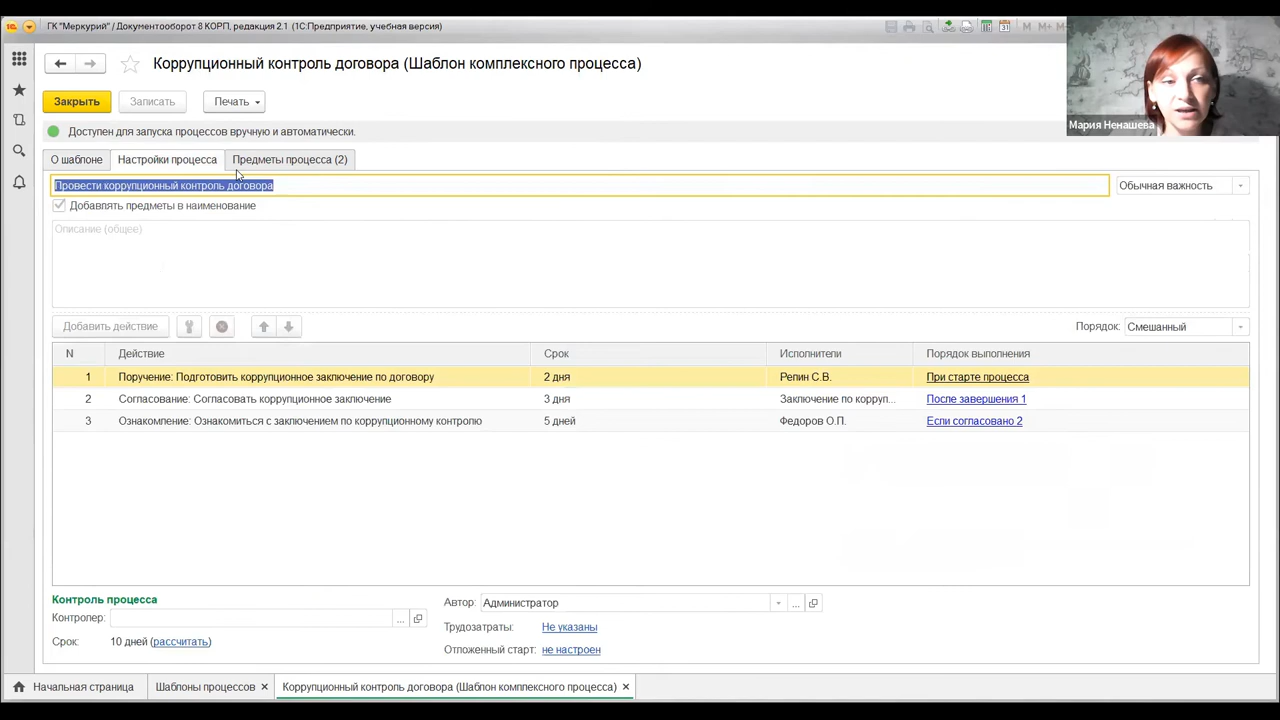 ГК "Меркурий" / Документооборот 8 КОРП, редакция 2.1 (1С:Предприятие, учебная версия)
M M+ M-
Коррупционный контроль договора (Шаблон комплексного процесса)
Мария Ненашева
Закрыть Записать Печать
Доступен для запуска процессов вручную и автоматически.
О шаблоне Настройки процесса Предметы процесса (2)
Провести коррупционный контроль договора Обычная важность
Добавлять предметы в наименование
Описание (общее)
Добавить действие Порядок: Смешанный
N Действие Срок Исполнители Порядок выполнения
1 Поручение: Подготовить коррупционное заключение по договору 2 дня Репин С.В. При старте процесса
2 Согласование: Согласовать коррупционное заключение 3 дня Заключение по корруп... После завершения 1
3 Ознакомление: Ознакомиться с заключением по коррупционному контролю 5 дней Федоров О.П. Если согласовано 2
Контроль процесса
Контролер: ... Автор: Администратор ...
Трудозатраты: Не указаны
Срок: 10 дней (рассчитать)
Отложенный старт: не настроен
Начальная страница Шаблоны процессов × Коррупционный контроль договора (Шаблон комплексного процесса) ×